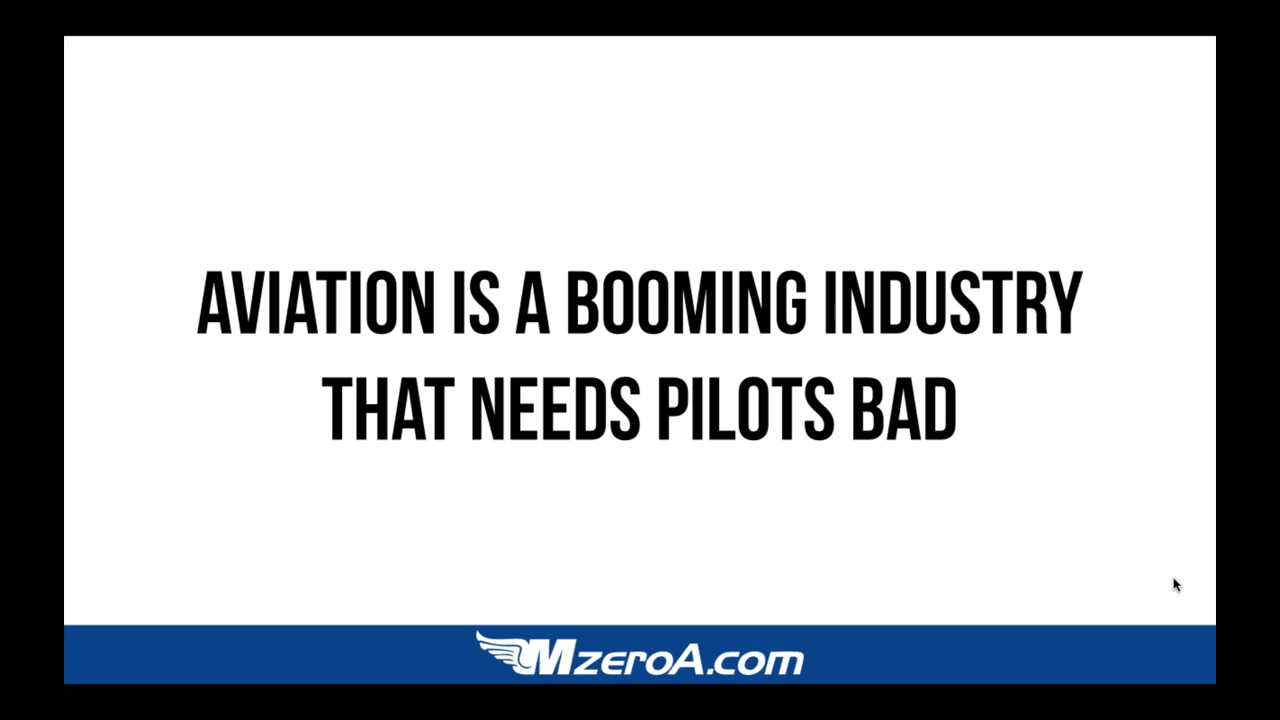 AVIATION IS A BOOMING INDUSTRY
THAT NEEDS PILOTS BAD
MzeroA.com